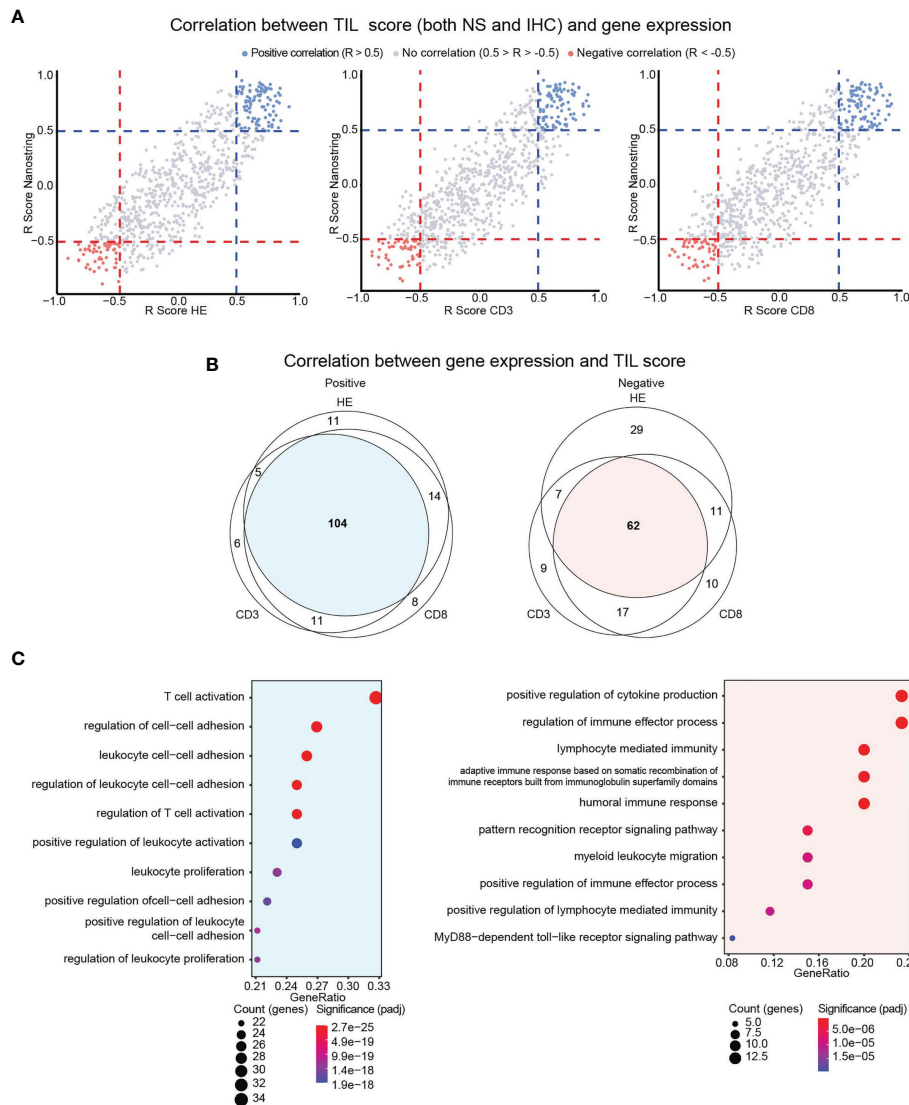 A
Correlation between TIL score (both NS and IHC) and gene expression
Positive correlation (R > 0.5) No correlation (0.5 > R > -0.5) Negative correlation (R < -0.5)
1.0
0.5
0.0
−0.5
R Score Nanostring
−1.0 −0.5 0.0 0.5 1.0
R Score HE
1.0
0.5
0.0
−0.5
R Score Nanostring
−1.0 −0.5 0.0 0.5 1.0
R Score CD3
1.0
0.5
0.0
−0.5
R Score Nanostring
−1.0 −0.5 0.0 0.5 1.0
R Score CD8
B
Correlation between gene expression and TIL score
Positive
HE
11
5
14
104
6
8
CD3
11
CD8
Negative
HE
29
7
11
62
9
10
CD3
17
CD8
C
T cell activation
regulation of cell−cell adhesion
leukocyte cell−cell adhesion
regulation of leukocyte cell−cell adhesion
regulation of T cell activation
positive regulation of leukocyte activation
leukocyte proliferation
positive regulation ofcell−cell adhesion
positive regulation of leukocyte
cell−cell adhesion
regulation of leukocyte proliferation
0.21 0.24 0.27 0.30 0.33
GeneRatio
Count (genes)
22
24
26
28
30
32
34
Significance (padj)
2.7e−25
4.9e−19
9.9e−19
1.4e−18
1.9e−18
positive regulation of cytokine production
regulation of immune effector process
lymphocyte mediated immunity
adaptive immune response based on somatic recombination of
immune receptors built from immunoglobulin superfamily domains
humoral immune response
pattern recognition receptor signaling pathway
myeloid leukocyte migration
positive regulation of immune effector process
positive regulation of lymphocyte mediated immunity
MyD88−dependent toll−like receptor signaling pathway
0.08 0.12 0.16 0.20
GeneRatio
Count (genes)
5.0
7.5
10.0
12.5
Significance (padj)
5.0e−06
1.0e−05
1.5e−05